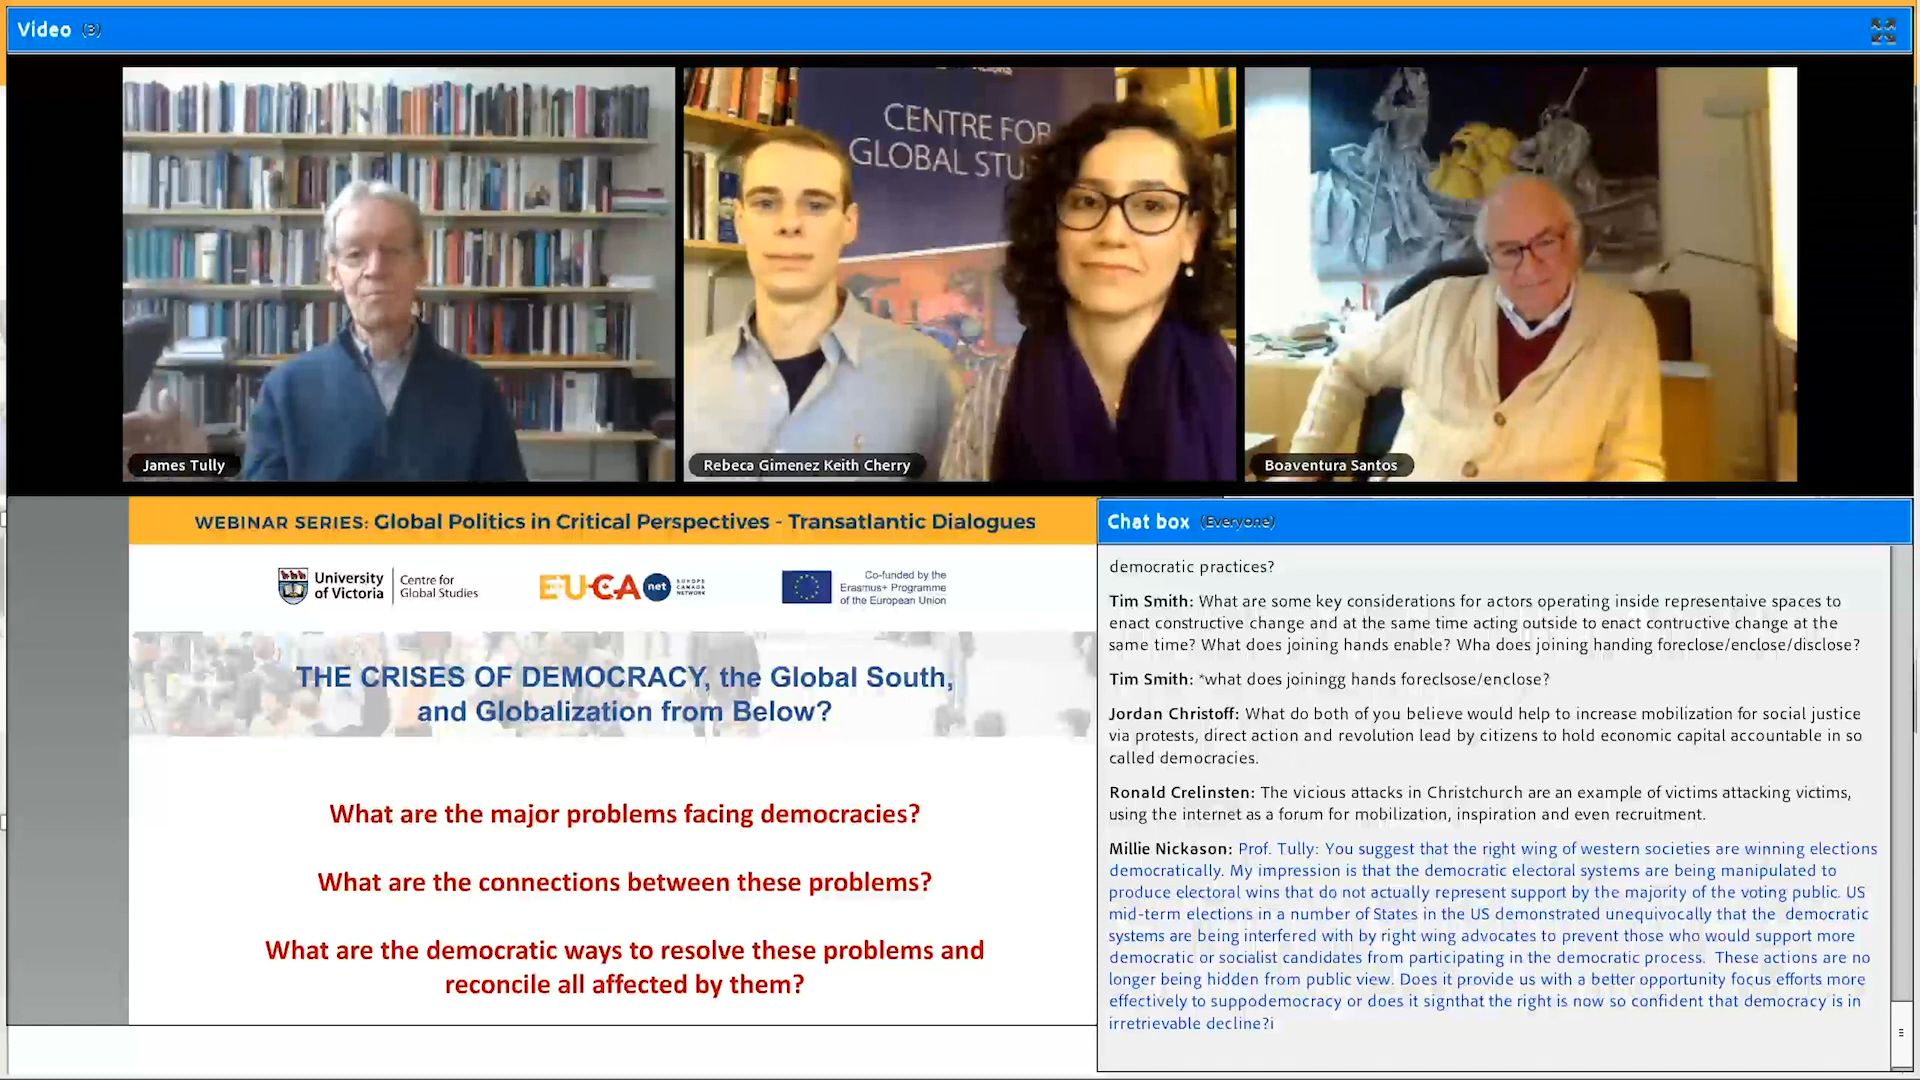 Video (3)
CENTRE FOR
GLOBAL STU
James Tully
Rebeca Gimenez Keith Cherry
Boaventura Santos
WEBINAR SERIES: Global Politics in Critical Perspectives - Transatlantic Dialogues
University
of Victoria
Centre for
Global Studies
EU-CA net
EUROPE
CANADA
NETWORK
Co-funded by the
Erasmus+ Programme
of the European Union
THE CRISES OF DEMOCRACY, the Global South,
and Globalization from Below?
What are the major problems facing democracies?
What are the connections between these problems?
What are the democratic ways to resolve these problems and
reconcile all affected by them?
Chat box (Everyone)
democratic practices?
Tim Smith: What are some key considerations for actors operating inside representaive spaces to
enact constructive change and at the same time acting outside to enact contructive change at the
same time? What does joining hands enable? Wha does joining handing foreclose/enclose/disclose?
Tim Smith: *what does joiningg hands foreclsose/enclose?
Jordan Christoff: What do both of you believe would help to increase mobilization for social justice
via protests, direct action and revolution lead by citizens to hold economic capital accountable in so
called democracies.
Ronald Crelinsten: The vicious attacks in Christchurch are an example of victims attacking victims,
using the internet as a forum for mobilization, inspiration and even recruitment.
Millie Nickason: Prof. Tully: You suggest that the right wing of western societies are winning elections
democratically. My impression is that the democratic electoral systems are being manipulated to
produce electoral wins that do not actually represent support by the majority of the voting public. US
mid-term elections in a number of States in the US demonstrated unequivocally that the democratic
systems are being interfered with by right wing advocates to prevent those who would support more
democratic or socialist candidates from participating in the democratic process. These actions are no
longer being hidden from public view. Does it provide us with a better opportunity focus efforts more
effectively to suppodemocracy or does it signthat the right is now so confident that democracy is in
irretrievable decline?i